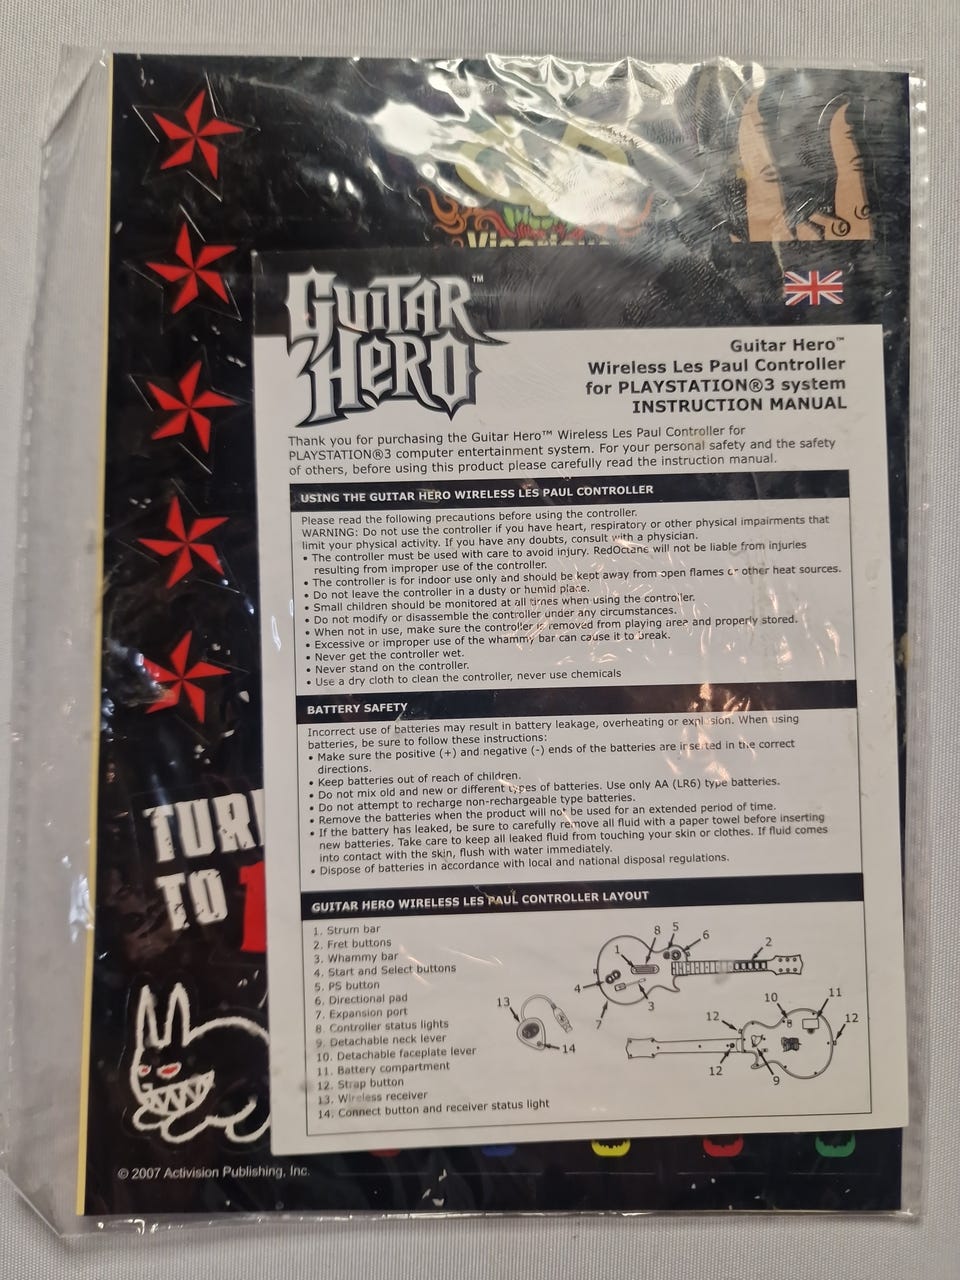 Vicarious
GUITAR HERO™
Guitar Hero™
Wireless Les Paul Controller
for PLAYSTATION®3 system
INSTRUCTION MANUAL
Thank you for purchasing the Guitar Hero™ Wireless Les Paul Controller for
PLAYSTATION®3 computer entertainment system. For your personal safety and the safety
of others, before using this product please carefully read the instruction manual.
USING THE GUITAR HERO WIRELESS LES PAUL CONTROLLER
Please read the following precautions before using the controller.
WARNING: Do not use the controller if you have heart, respiratory or other physical impairments that
limit your physical activity. If you have any doubts, consult with a physician.
• The controller must be used with care to avoid injury. RedOctane will not be liable from injuries
resulting from improper use of the controller.
• The controller is for indoor use only and should be kept away from open flames or other heat sources.
• Do not leave the controller in a dusty or humid place.
• Small children should be monitored at all times when using the controller.
• Do not modify or disassemble the controller under any circumstances.
• When not in use, make sure the controller is removed from playing area and properly stored.
• Excessive or improper use of the whammy bar can cause it to break.
• Never get the controller wet.
• Never stand on the controller.
• Use a dry cloth to clean the controller, never use chemicals
BATTERY SAFETY
Incorrect use of batteries may result in battery leakage, overheating or explosion. When using
batteries, be sure to follow these instructions:
• Make sure the positive (+) and negative (-) ends of the batteries are inserted in the correct
directions.
• Keep batteries out of reach of children.
• Do not mix old and new or different types of batteries. Use only AA (LR6) type batteries.
• Do not attempt to recharge non-rechargeable type batteries.
• Remove the batteries when the product will not be used for an extended period of time.
• If the battery has leaked, be sure to carefully remove all fluid with a paper towel before inserting
new batteries. Take care to keep all leaked fluid from touching your skin or clothes. If fluid comes
into contact with the skin, flush with water immediately.
• Dispose of batteries in accordance with local and national disposal regulations.
GUITAR HERO WIRELESS LES PAUL CONTROLLER LAYOUT
1. Strum bar
2. Fret buttons
3. Whammy bar
4. Start and Select buttons
5. PS button
6. Directional pad
7. Expansion port
8. Controller status lights
9. Detachable neck lever
10. Detachable faceplate lever
11. Battery compartment
12. Strap button
13. Wireless receiver
14. Connect button and receiver status light
8 5 6 2
1
4 3
7
13
14
10 11
12 12
12 9
TUR
TO
© 2007 Activision Publishing, Inc.